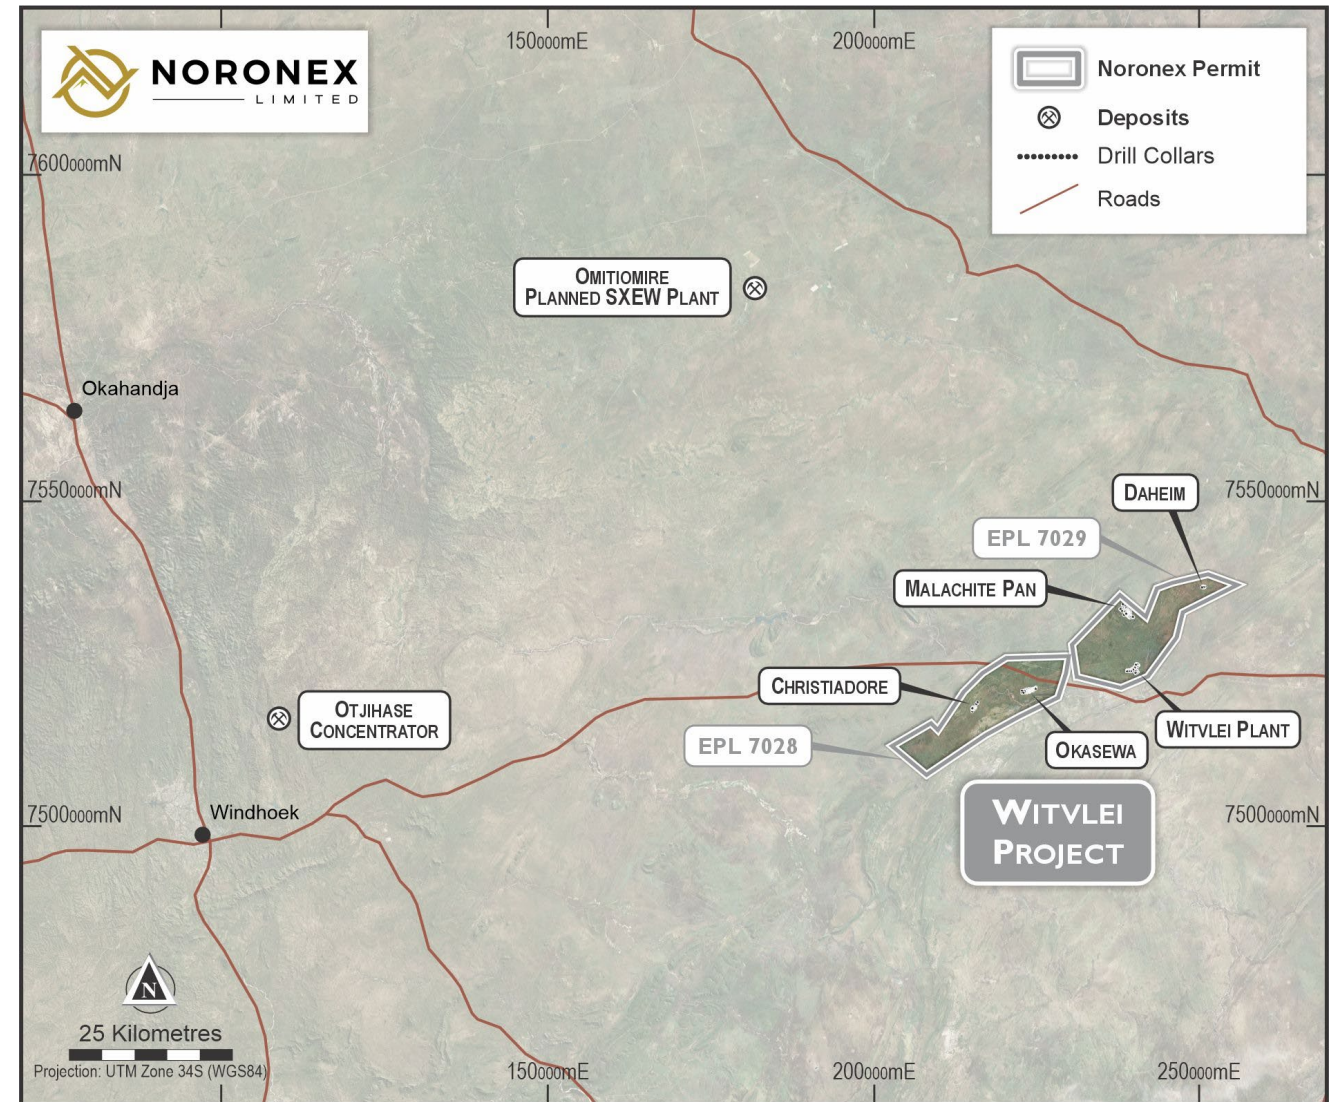 NORONEX
LIMITED
150000mE
200000mE
Noronex Permit
Deposits
Drill Collars
Roads
7600000mN
OMITIOMIRE
PLANNED SXEW PLANT
Okahandja
7550000mN
7550000mN
DAHEIM
EPL 7029
MALACHITE PAN
CHRISTIADORE
OTJIHASE
CONCENTRATOR
WITVLEI PLANT
EPL 7028
OKASEWA
Windhoek
7500000mN
7500000mN
WITVLEI
PROJECT
N
25 Kilometres
Projection: UTM Zone 34S (WGS84)
150000mE
200000mE
250000mE